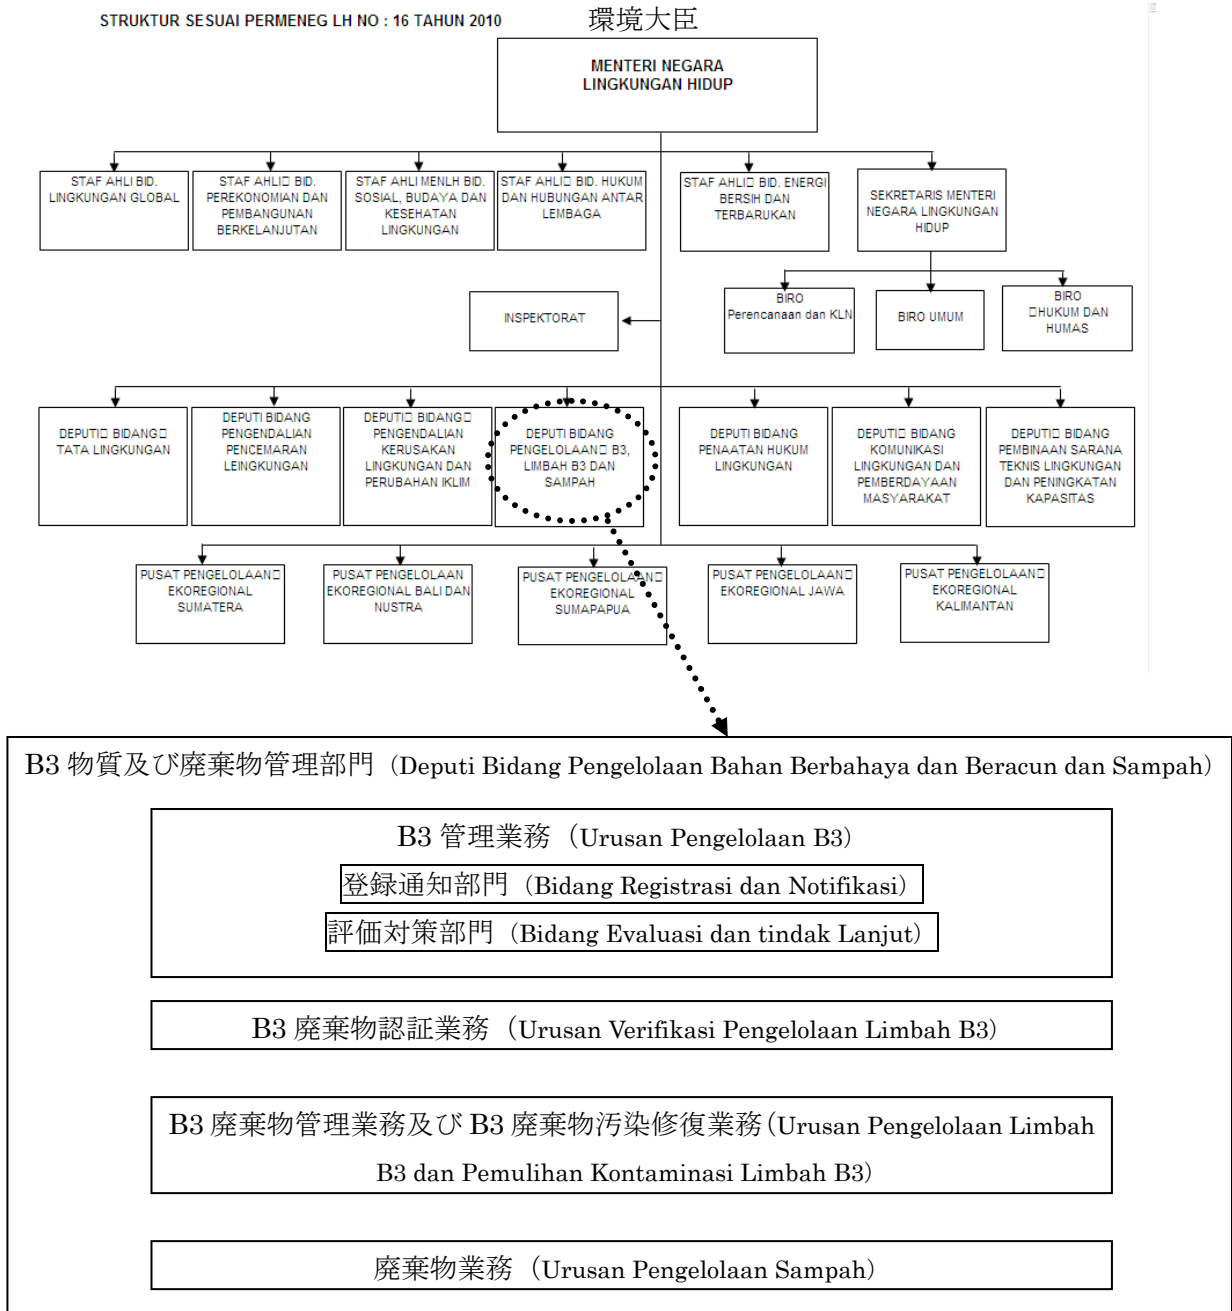 STRUKTUR SESUAI PERMENEG LH NO : 16 TAHUN 2010
環境大臣
MENTERI NEGARA
LINGKUNGAN HIDUP
STAF AHLI BID.
LINGKUNGAN GLOBAL
STAF AHLI□ BID.
PEREKONOMIAN DAN
PEMBANGUNAN
BERKELANJUTAN
STAF AHLI MENLH BID.
SOSIAL, BUDAYA DAN
KESEHATAN
LINGKUNGAN
STAF AHLI□ BID. HUKUM
DAN HUBUNGAN ANTAR
LEMBAGA
STAF AHLI□ BID. ENERGI
BERSIH DAN
TERBARUKAN
SEKRETARIS MENTERI
NEGARA LINGKUNGAN
HIDUP
INSPEKTORAT
BIRO
Perencanaan dan KLN
BIRO UMUM
BIRO
□HUKUM DAN
HUMAS
DEPUTI□ BIDANG□
TATA LINGKUNGAN
DEPUTI BIDANG
PENGENDALIAN
PENCEMARAN
LEINGKUNGAN
DEPUTI□ BIDANG□
PENGENDALIAN
KERUSAKAN
LINGKUNGAN DAN
PERUBAHAN IKLIM
DEPUTI BIDANG
PENGELOLAAN□ B3,
LIMBAH B3 DAN
SAMPAH
DEPUTI BIDANG
PENAATAN HUKUM
LINGKUNGAN
DEPUTI□ BIDANG
KOMUNIKASI
LINGKUNGAN DAN
PEMBERDAYAAN
MASYARAKAT
DEPUTI□ BIDANG
PEMBINAAN SARANA
TEKNIS LINGKUNGAN
DAN PENINGKATAN
KAPASITAS
PUSAT PENGELOLAAN□
EKOREGIONAL
SUMATERA
PUSAT PENGELOLAAN
EKOREGIONAL BALI DAN
NUSTRA
PUSAT PENGELOLAAN□
EKOREGIONAL
SUMAPAPUA
PUSAT PENGELOLAAN□
EKOREGIONAL JAWA
PUSAT PENGELOLAAN□
EKOREGIONAL
KALIMANTAN
B3 物質及び廃棄物管理部門（Deputi Bidang Pengelolaan Bahan Berbahaya dan Beracun dan Sampah）
B3 管理業務（Urusan Pengelolaan B3）
登録通知部門（Bidang Registrasi dan Notifikasi）
評価対策部門（Bidang Evaluasi dan tindak Lanjut）
B3 廃棄物認証業務（Urusan Verifikasi Pengelolaan Limbah B3）
B3 廃棄物管理業務及び B3 廃棄物汚染修復業務（Urusan Pengelolaan Limbah
B3 dan Pemulihan Kontaminasi Limbah B3）
廃棄物業務（Urusan Pengelolaan Sampah）